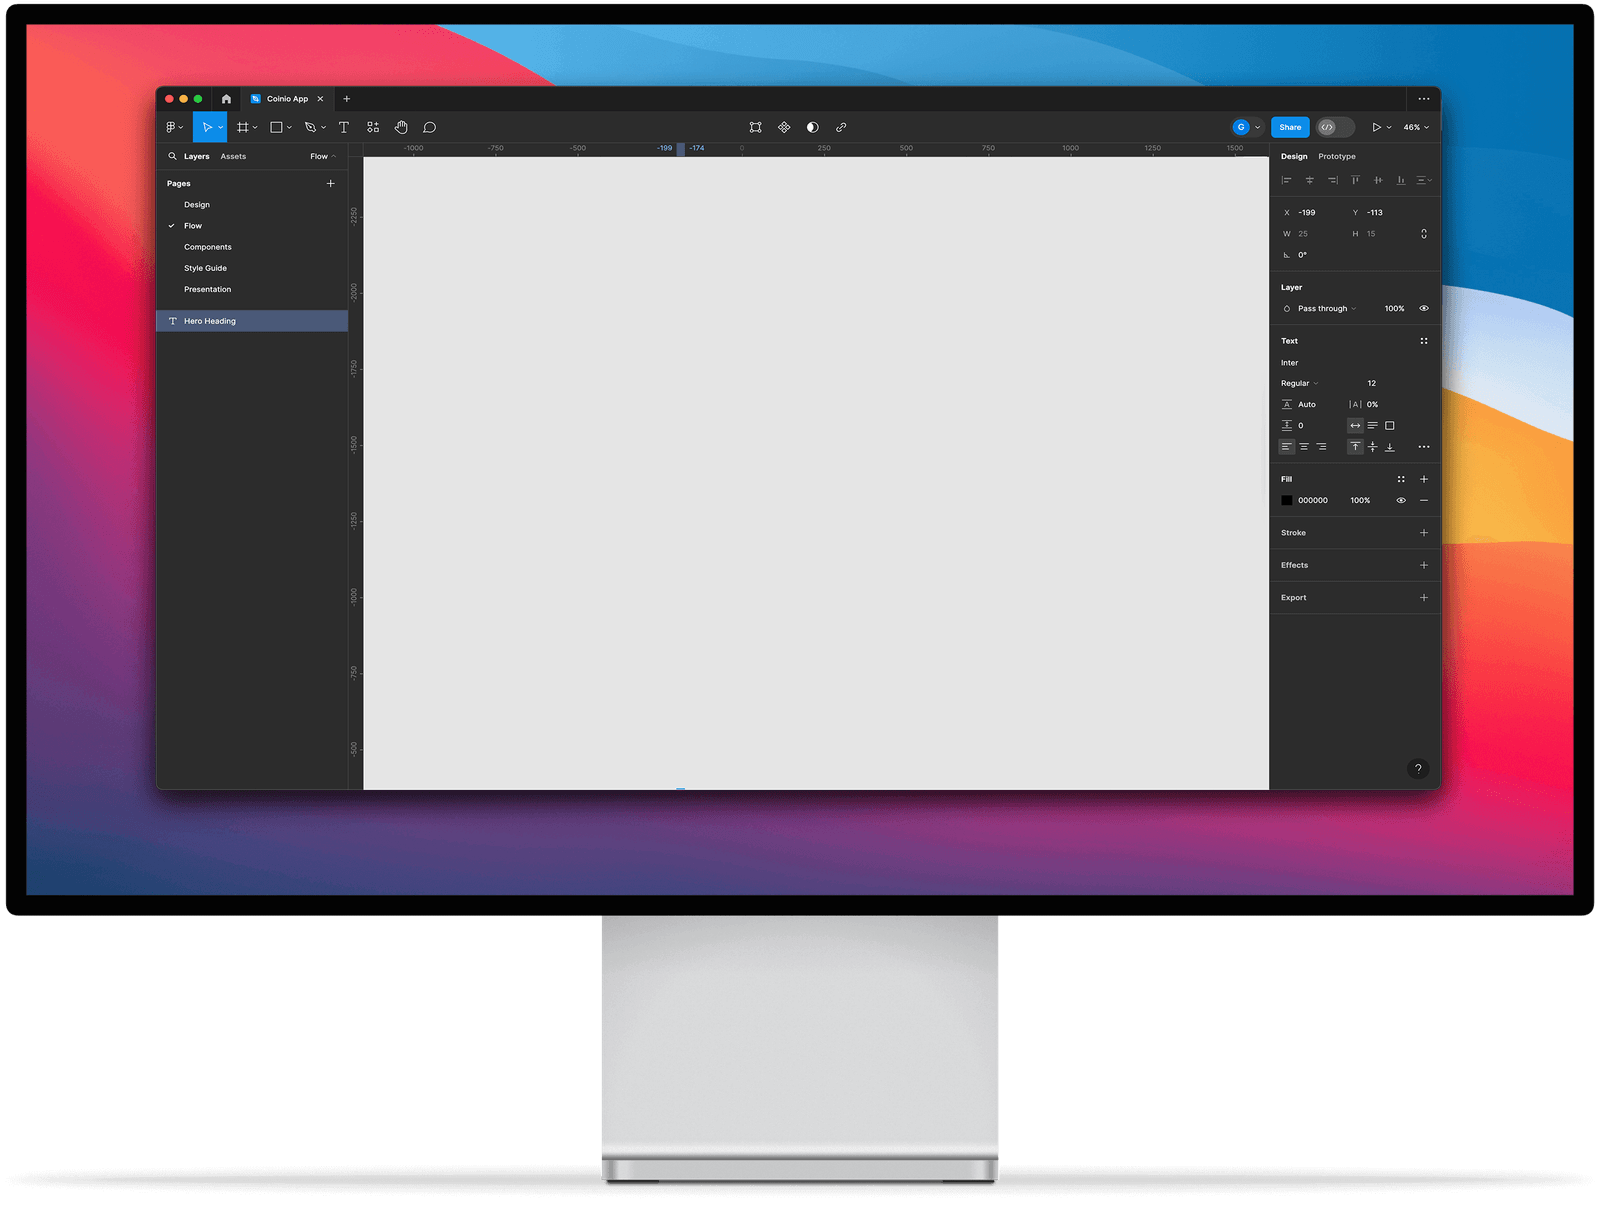 Coinio App
G
Share
46%
Layers
Assets
Flow
Pages
Design
Flow
Components
Style Guide
Presentation
Hero Heading
-1000
-750
-500
-199
-174
0
250
500
750
1000
1250
1500
-2250
-2000
-1750
-1500
-1250
-1000
-750
-500
Design
Prototype
X -199
Y -113
W 25
H 15
0°
Layer
Pass through
100%
Text
Inter
Regular
12
A Auto
|A| 0%
0
Fill
000000
100%
Stroke
Effects
Export
?